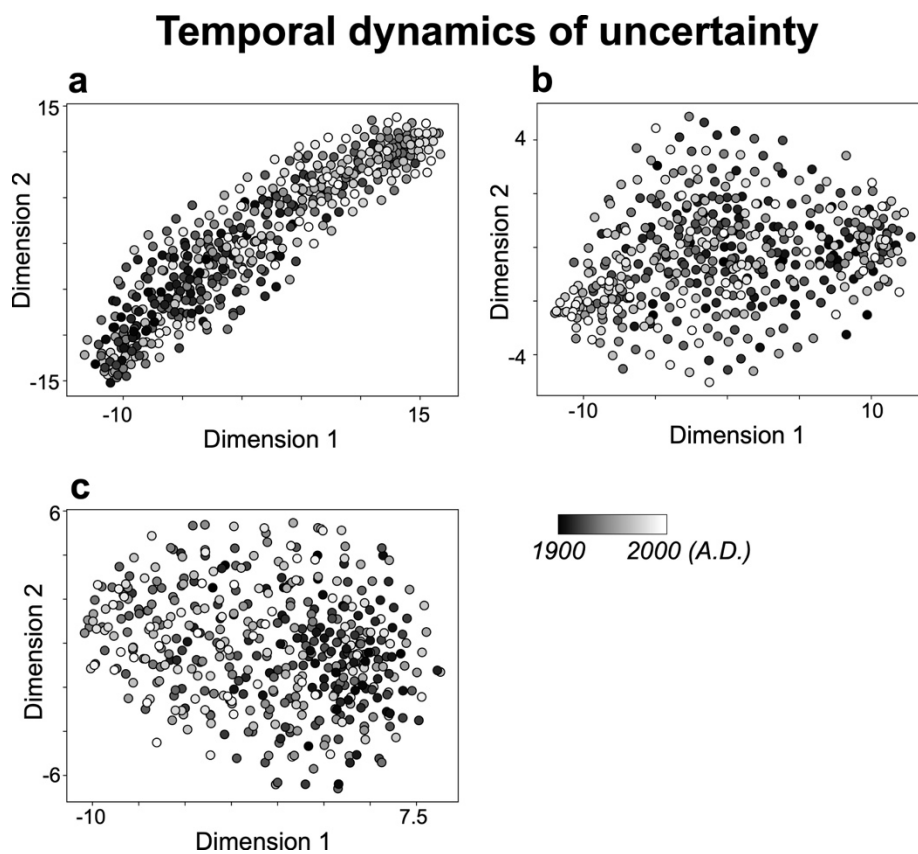 Temporal dynamics of uncertainty
a
15
Dimension 2
-15
-10 15
Dimension 1
b
4
Dimension 2
-4
-10 10
Dimension 1
c
6
Dimension 2
-6
-10 7.5
Dimension 1
1900 2000 (A.D.)